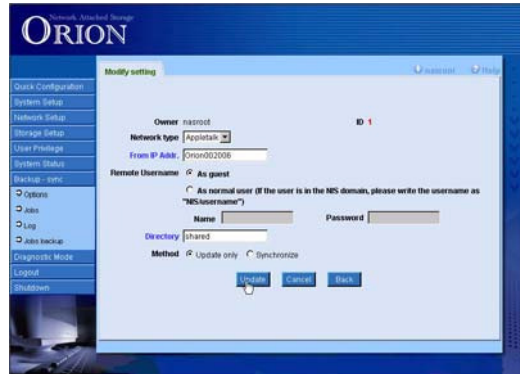 Network Attached Storage
ORION
Modify setting
nasroot
Help
Quick Configuration
System Setup
Network Setup
Storage Setup
User Privilege
System Status
Backup - sync
Options
Jobs
Log
Jobs backup
Diagnostic Mode
Logout
Shutdown
Owner nasroot ID 1
Network type Appletalk
From IP Addr. Orion002006
Remote Username As guest
As normal user (If the user is in the NIS domain, please write the username as
"NIS/username")
Name Password
Directory shared
Method Update only Synchronize
Update Cancel Back